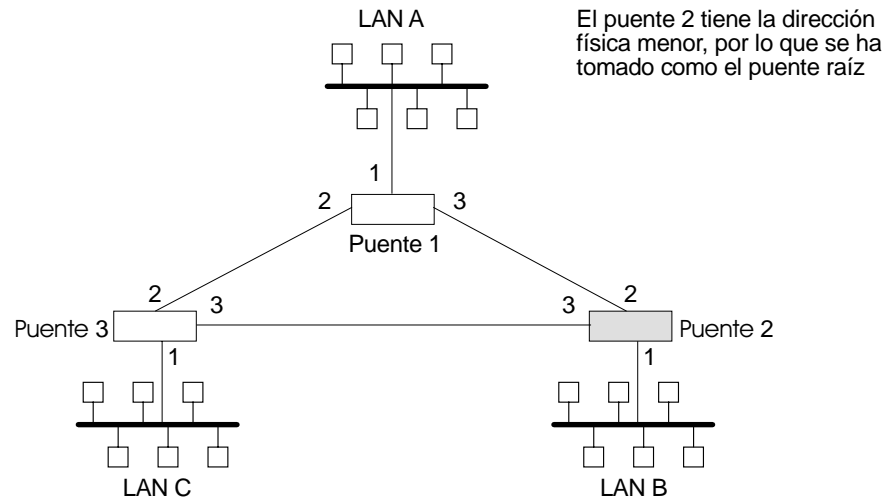 LAN A
El puente 2 tiene la dirección
física menor, por lo que se ha
tomado como el puente raíz
1
2
3
Puente 1
2
3
3
2
Puente 3
Puente 2
1
1
LAN C
LAN B